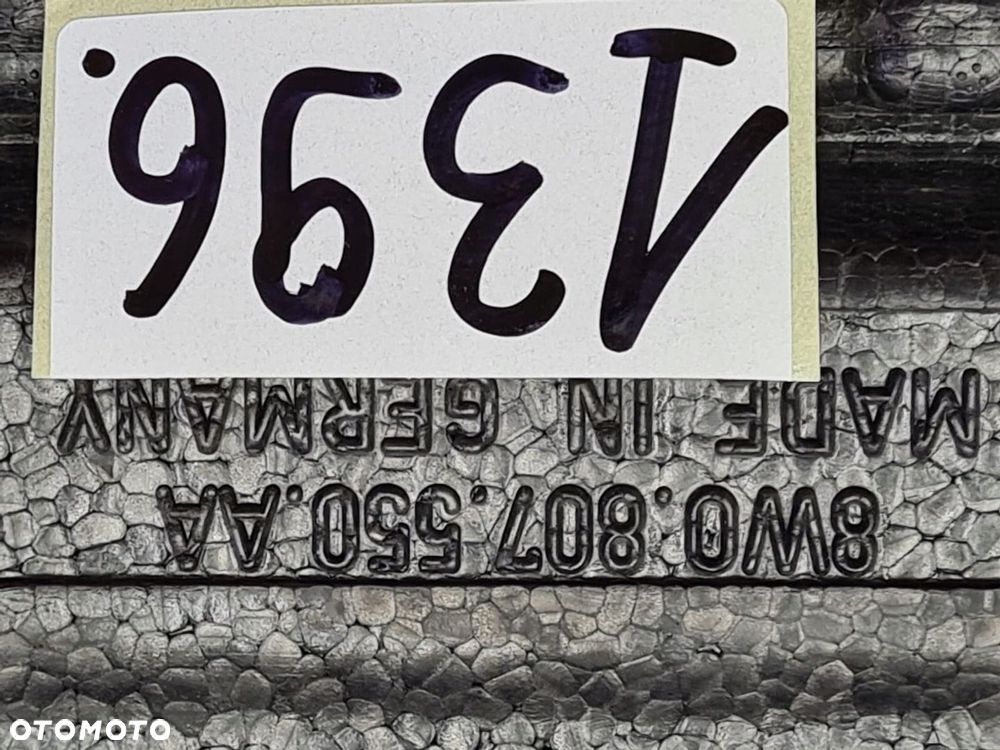 8W0.807.550.AA
MADE IN GERMANY
1396.
OTOMOTO